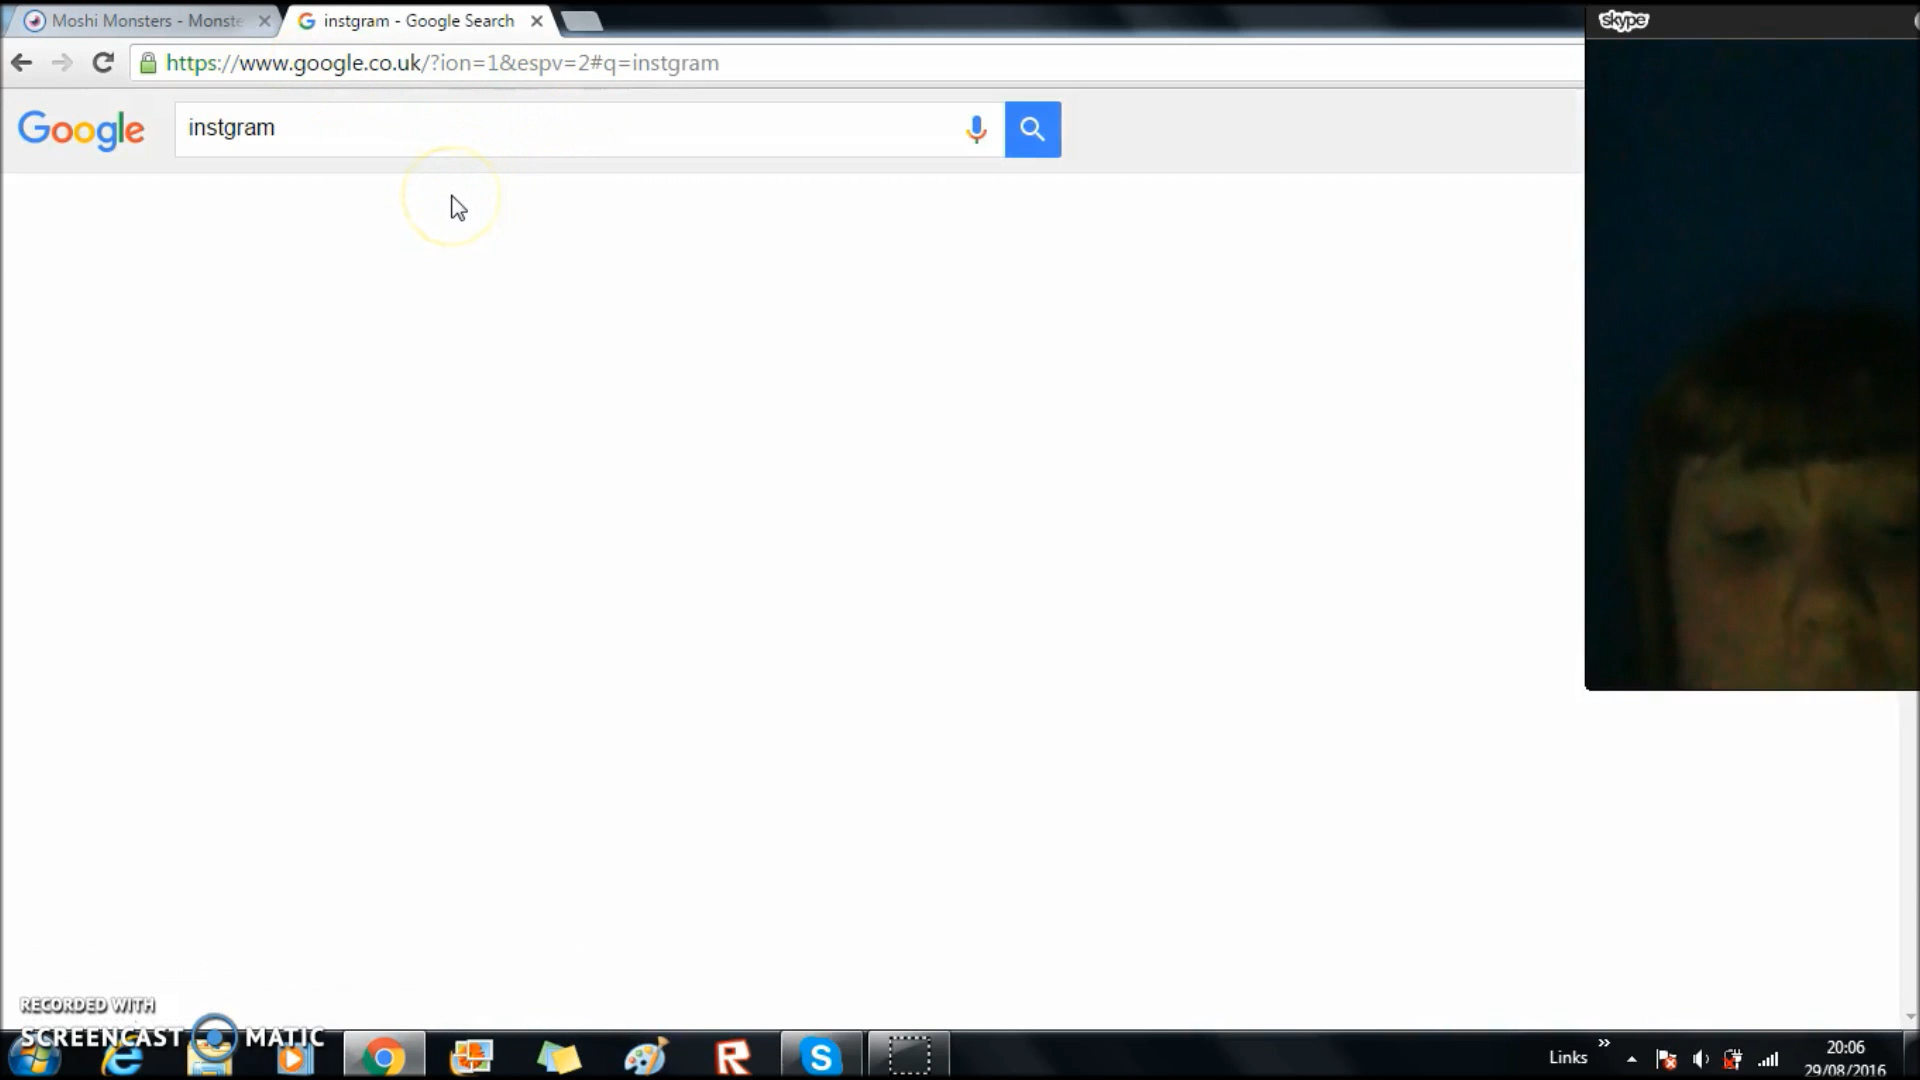 Moshi Monsters - Monste
instgram - Google Search
skype
https://www.google.co.uk/?ion=1&espv=2#q=instgram
Google
instgram
RECORDED WITH
SCREENCAST MATIC
Links
20:06
29/08/2016